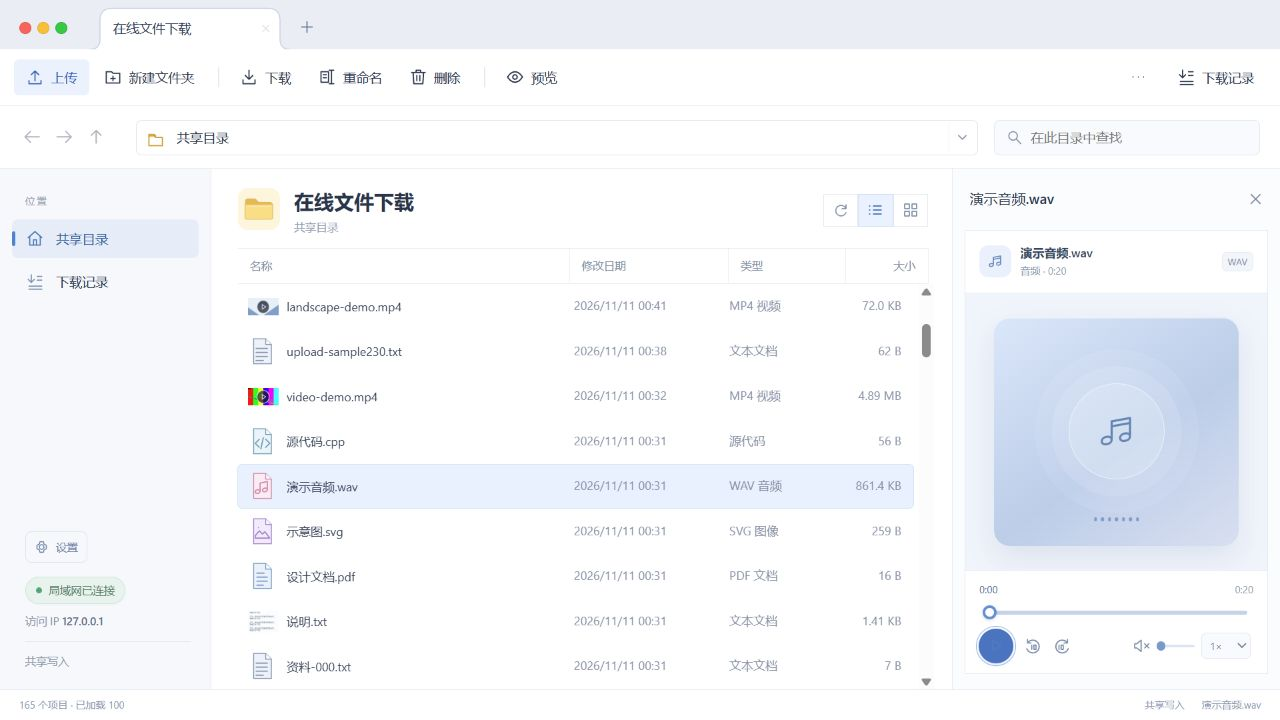 在线文件下载
上传
新建文件夹
下载
重命名
删除
预览
···
下载记录
共享目录
在此目录中查找
位置
共享目录
下载记录
设置
局域网已连接
访问 IP 127.0.0.1
共享写入
在线文件下载
共享目录
名称 修改日期 类型 大小
landscape-demo.mp4 2026/11/11 00:41 MP4 视频 72.0 KB
upload-sample230.txt 2026/11/11 00:38 文本文档 62 B
video-demo.mp4 2026/11/11 00:32 MP4 视频 4.89 MB
源代码.cpp 2026/11/11 00:31 源代码 56 B
演示音频.wav 2026/11/11 00:31 WAV 音频 861.4 KB
示意图.svg 2026/11/11 00:31 SVG 图像 259 B
设计文档.pdf 2026/11/11 00:31 PDF 文档 16 B
说明.txt 2026/11/11 00:31 文本文档 1.41 KB
资料-000.txt 2026/11/11 00:31 文本文档 7 B
演示音频.wav
演示音频.wav
音频 · 0:20
WAV
0:00 0:20
10 10 1×
165 个项目 · 已加载 100
共享写入 演示音频.wav